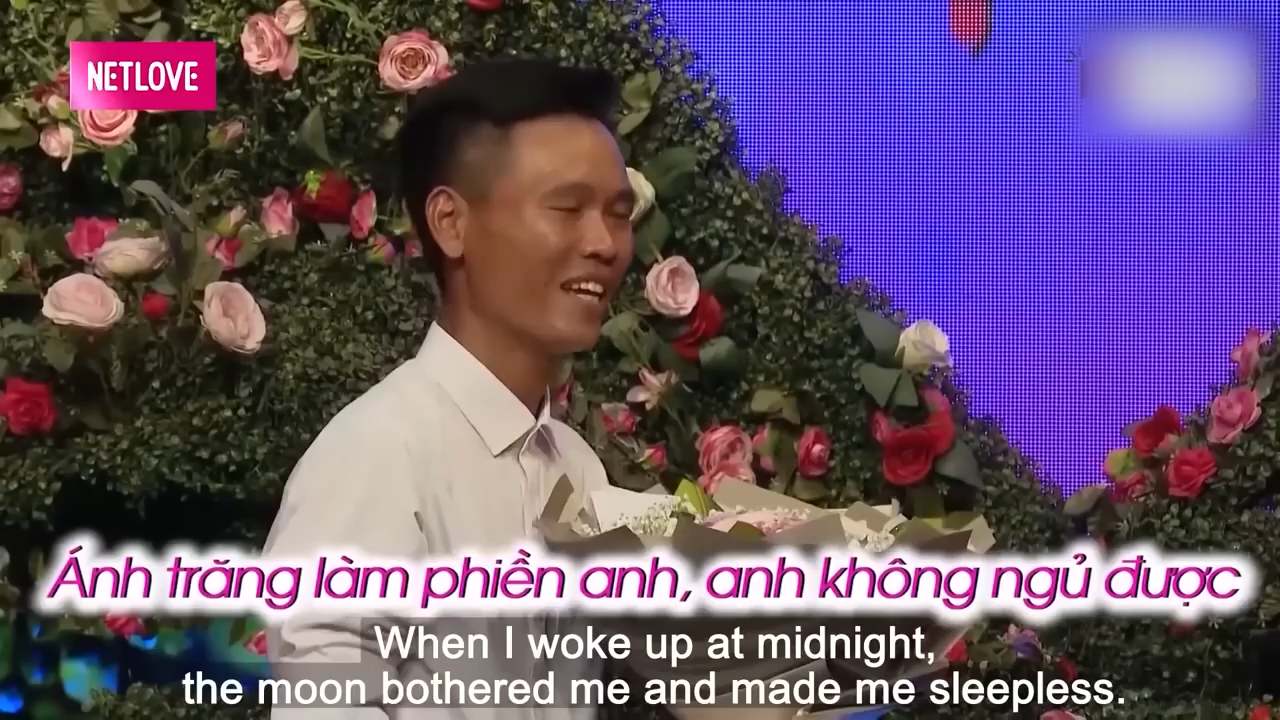 NETLOVE
Ánh trăng làm phiền anh, anh không ngủ được
When I woke up at midnight,
the moon bothered me and made me sleepless.